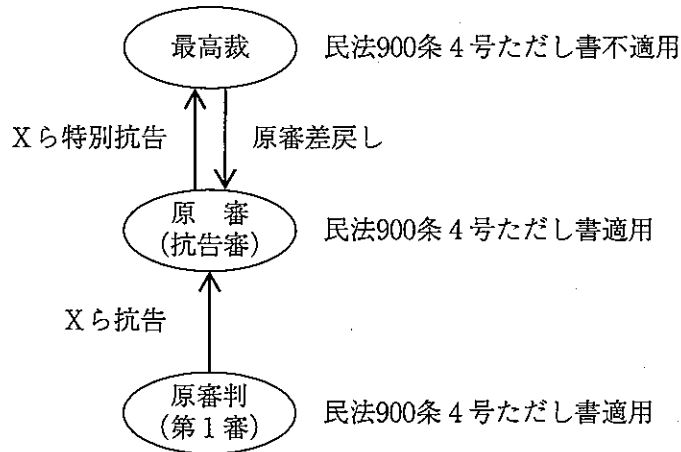 最高裁 民法900条4号ただし書不適用
Xら特別抗告 原審差戻し
原 審
(抗告審)
民法900条4号ただし書適用
Xら抗告
原審判
(第1審)
民法900条4号ただし書適用